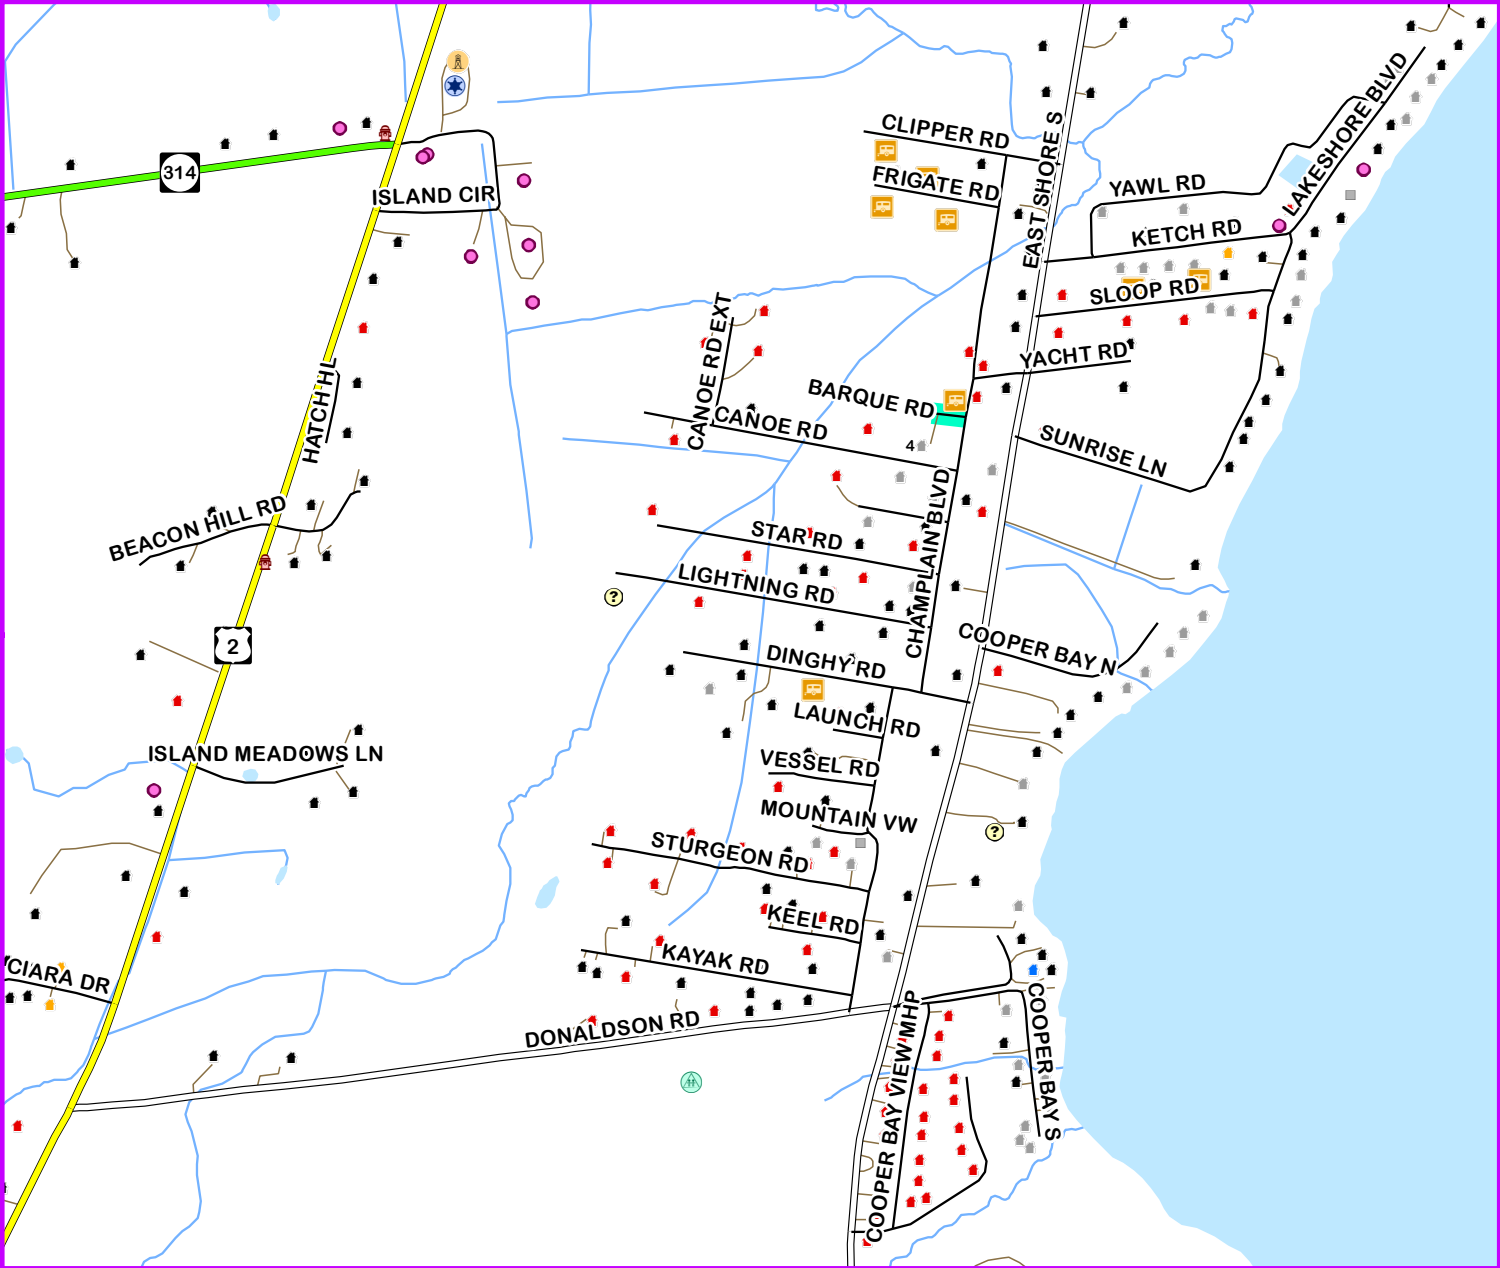 CLIPPER RD
314
ISLAND CIR
FRIGATE RD
EAST SHORE S
YAWL RD
LAKESHORE BLVD
KETCH RD
SLOOP RD
YACHT RD
CANOE RD EXT
HATCH HL
BARQUE RD
CANOE RD
4
SUNRISE LN
BEACON HILL RD
STAR RD
CHAMPLAIN BLVD
LIGHTNING RD
?
2
COOPER BAY N
DINGHY RD
LAUNCH RD
ISLAND MEADOWS LN
VESSEL RD
MOUNTAIN VW
?
STURGEON RD
KEEL RD
KAYAK RD
CIARA DR
DONALDSON RD
COOPER BAY VIEW MHP
COOPER BAY S